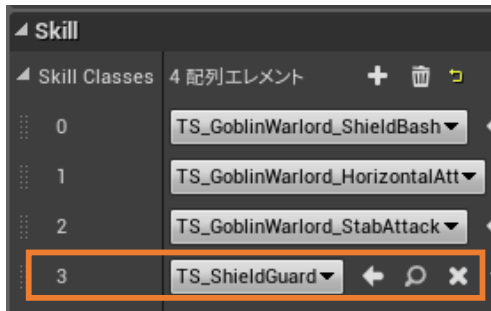 Skill
Skill Classes 4 配列エレメント
0 TS_GoblinWarlord_ShieldBash
1 TS_GoblinWarlord_HorizontalAtt
2 TS_GoblinWarlord_StabAttack
3 TS_ShieldGuard